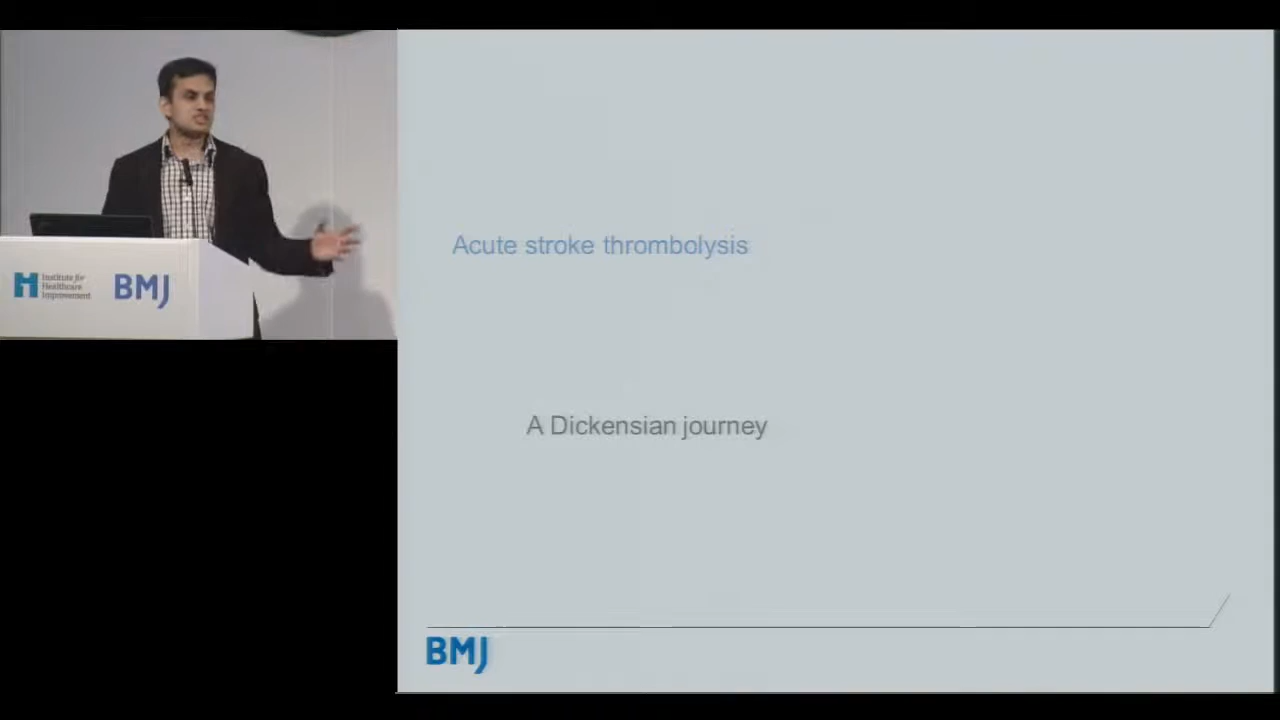 Institute for
Healthcare
Improvement
BMJ
Acute stroke thrombolysis
A Dickensian journey
BMJ